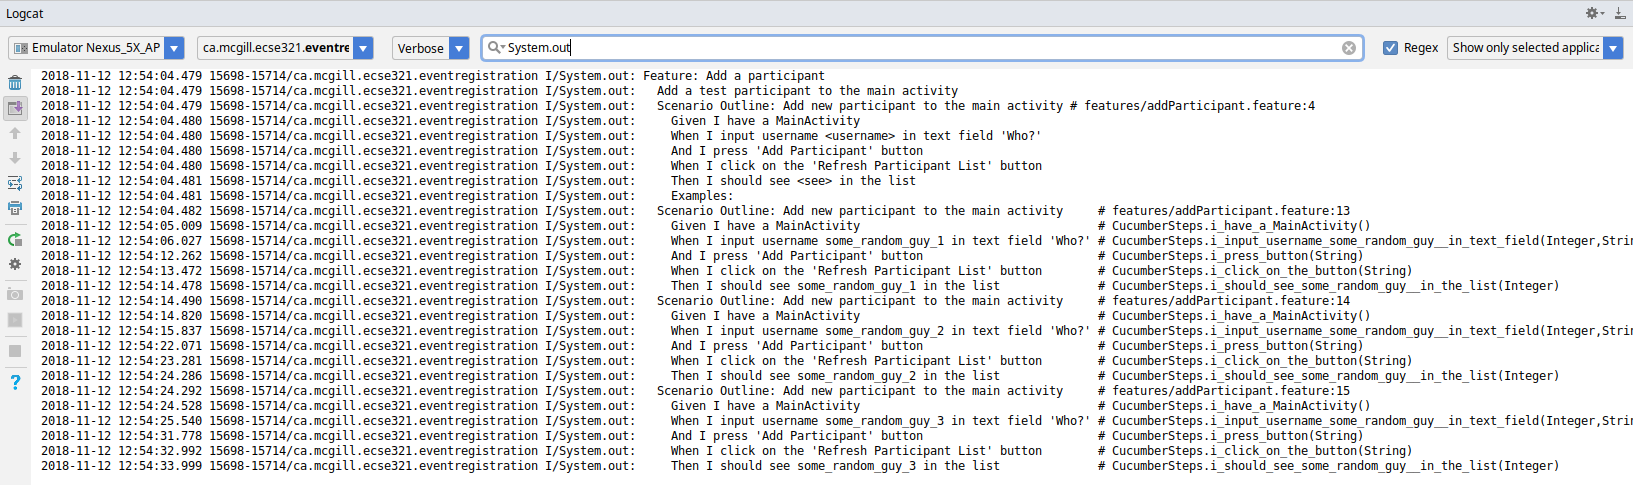 Logcat
Emulator Nexus_5X_AP ca.mcgill.ecse321.eventre Verbose System.out Regex Show only selected applica
2018-11-12 12:54:04.479 15698-15714/ca.mcgill.ecse321.eventregistration I/System.out: Feature: Add a participant
2018-11-12 12:54:04.479 15698-15714/ca.mcgill.ecse321.eventregistration I/System.out:   Add a test participant to the main activity
2018-11-12 12:54:04.479 15698-15714/ca.mcgill.ecse321.eventregistration I/System.out:   Scenario Outline: Add new participant to the main activity # features/addParticipant.feature:4
2018-11-12 12:54:04.480 15698-15714/ca.mcgill.ecse321.eventregistration I/System.out:     Given I have a MainActivity
2018-11-12 12:54:04.480 15698-15714/ca.mcgill.ecse321.eventregistration I/System.out:     When I input username <username> in text field 'Who?'
2018-11-12 12:54:04.480 15698-15714/ca.mcgill.ecse321.eventregistration I/System.out:     And I press 'Add Participant' button
2018-11-12 12:54:04.480 15698-15714/ca.mcgill.ecse321.eventregistration I/System.out:     When I click on the 'Refresh Participant List' button
2018-11-12 12:54:04.481 15698-15714/ca.mcgill.ecse321.eventregistration I/System.out:     Then I should see <see> in the list
2018-11-12 12:54:04.481 15698-15714/ca.mcgill.ecse321.eventregistration I/System.out:     Examples:
2018-11-12 12:54:04.482 15698-15714/ca.mcgill.ecse321.eventregistration I/System.out:   Scenario Outline: Add new participant to the main activity     # features/addParticipant.feature:13
2018-11-12 12:54:05.009 15698-15714/ca.mcgill.ecse321.eventregistration I/System.out:     Given I have a MainActivity                                  # CucumberSteps.i_have_a_MainActivity()
2018-11-12 12:54:06.027 15698-15714/ca.mcgill.ecse321.eventregistration I/System.out:     When I input username some_random_guy_1 in text field 'Who?' # CucumberSteps.i_input_username_some_random_guy__in_text_field(Integer,Strin
2018-11-12 12:54:12.262 15698-15714/ca.mcgill.ecse321.eventregistration I/System.out:     And I press 'Add Participant' button                         # CucumberSteps.i_press_button(String)
2018-11-12 12:54:13.472 15698-15714/ca.mcgill.ecse321.eventregistration I/System.out:     When I click on the 'Refresh Participant List' button        # CucumberSteps.i_click_on_the_button(String)
2018-11-12 12:54:14.478 15698-15714/ca.mcgill.ecse321.eventregistration I/System.out:     Then I should see some_random_guy_1 in the list              # CucumberSteps.i_should_see_some_random_guy__in_the_list(Integer)
2018-11-12 12:54:14.490 15698-15714/ca.mcgill.ecse321.eventregistration I/System.out:   Scenario Outline: Add new participant to the main activity     # features/addParticipant.feature:14
2018-11-12 12:54:14.820 15698-15714/ca.mcgill.ecse321.eventregistration I/System.out:     Given I have a MainActivity                                  # CucumberSteps.i_have_a_MainActivity()
2018-11-12 12:54:15.837 15698-15714/ca.mcgill.ecse321.eventregistration I/System.out:     When I input username some_random_guy_2 in text field 'Who?' # CucumberSteps.i_input_username_some_random_guy__in_text_field(Integer,Strin
2018-11-12 12:54:22.071 15698-15714/ca.mcgill.ecse321.eventregistration I/System.out:     And I press 'Add Participant' button                         # CucumberSteps.i_press_button(String)
2018-11-12 12:54:23.281 15698-15714/ca.mcgill.ecse321.eventregistration I/System.out:     When I click on the 'Refresh Participant List' button        # CucumberSteps.i_click_on_the_button(String)
2018-11-12 12:54:24.286 15698-15714/ca.mcgill.ecse321.eventregistration I/System.out:     Then I should see some_random_guy_2 in the list              # CucumberSteps.i_should_see_some_random_guy__in_the_list(Integer)
2018-11-12 12:54:24.292 15698-15714/ca.mcgill.ecse321.eventregistration I/System.out:   Scenario Outline: Add new participant to the main activity     # features/addParticipant.feature:15
2018-11-12 12:54:24.528 15698-15714/ca.mcgill.ecse321.eventregistration I/System.out:     Given I have a MainActivity                                  # CucumberSteps.i_have_a_MainActivity()
2018-11-12 12:54:25.540 15698-15714/ca.mcgill.ecse321.eventregistration I/System.out:     When I input username some_random_guy_3 in text field 'Who?' # CucumberSteps.i_input_username_some_random_guy__in_text_field(Integer,Strin
2018-11-12 12:54:31.778 15698-15714/ca.mcgill.ecse321.eventregistration I/System.out:     And I press 'Add Participant' button                         # CucumberSteps.i_press_button(String)
2018-11-12 12:54:32.992 15698-15714/ca.mcgill.ecse321.eventregistration I/System.out:     When I click on the 'Refresh Participant List' button        # CucumberSteps.i_click_on_the_button(String)
2018-11-12 12:54:33.999 15698-15714/ca.mcgill.ecse321.eventregistration I/System.out:     Then I should see some_random_guy_3 in the list              # CucumberSteps.i_should_see_some_random_guy__in_the_list(Integer)